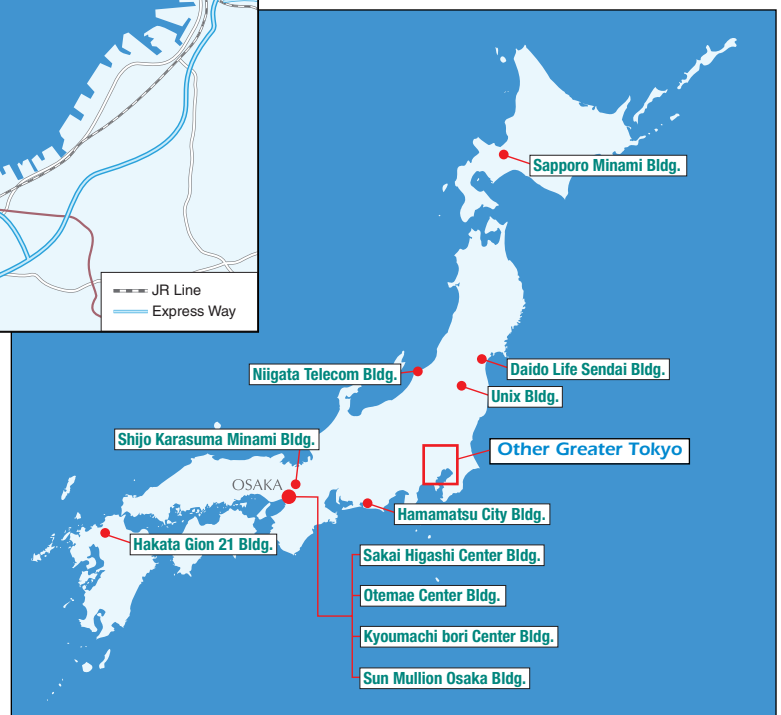 Sapporo Minami Bldg.
JR Line
Express Way
Niigata Telecom Bldg.
Daido Life Sendai Bldg.
Unix Bldg.
Shijo Karasuma Minami Bldg.
Other Greater Tokyo
OSAKA
Hamamatsu City Bldg.
Hakata Gion 21 Bldg.
Sakai Higashi Center Bldg.
Otemae Center Bldg.
Kyoumachi bori Center Bldg.
Sun Mullion Osaka Bldg.